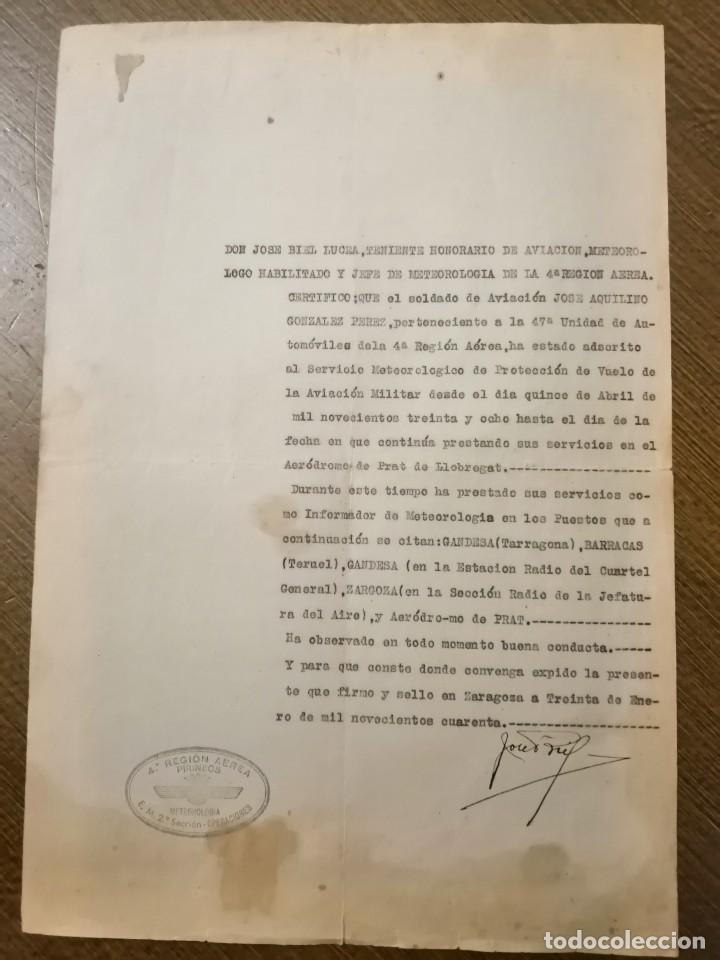 DON JOSE BIEL LUCEA,TENIENTE HONORARIO DE AVIACION,METEORO-
LOGO HABILITADO Y JEFE DE METEOROLOGIA DE LA 4ª REGION AEREA.
CERTIFICO:QUE el soldado de Aviación JOSE AQUILINO
GONZALEZ PEREZ,perteneciente a la 47ª Unidad de Au-
tomóviles dela 4ª Región Aérea,ha estado adscrito
al Servicio Meteorologico de Protección de Vuelo de
la Aviación Militar desde el dia quince de Abril de
mil novecientos treinta y ocho hasta el dia de la
fecha en que continúa prestando sus servicios en el
Aeródromo de Prat de Llobregat.---------------
Durante este tiempo ha prestado sus servicios co-
mo Informador de Meteorologia en los Puestos que a
continuación se citan:GANDESA(Tarragona),BARRACAS
(Teruel),GANDESA (en la Estacion Radio del Cuartel
General),ZARGOZA(en la Sección Radio de la Jefatu-
ra del Aire),y Aeródro-mo de PRAT.-------------
Ha observado en todo momento buena conducta.-----
Y para que conste donde convenga expido la presen-
te que firmo y sello en Zaragoza a Treinta de Ene-
ro de mil novecientos cuarenta.----------------
José Biel
4.ª REGIÓN AEREA
PIRINEOS
METEOROLOGIA
E. M. 2.ª Sección - OPERACIONES
todocoleccion.net